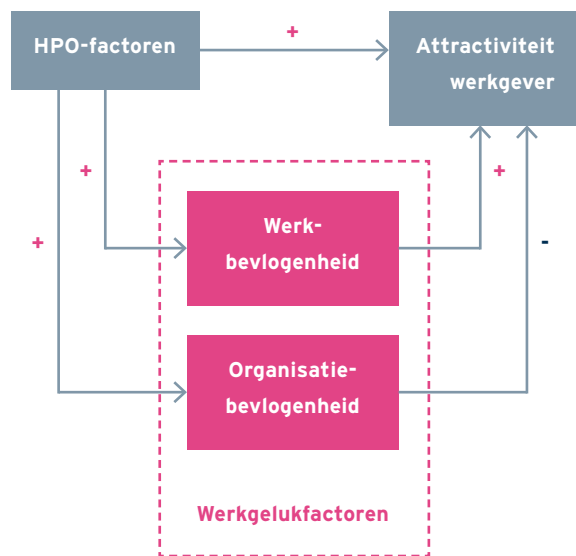 HPO-factoren
+
Attractiviteit
werkgever
+
+
+
-
Werk-
bevlogenheid
Organisatie-
bevlogenheid
Werkgelukfactoren